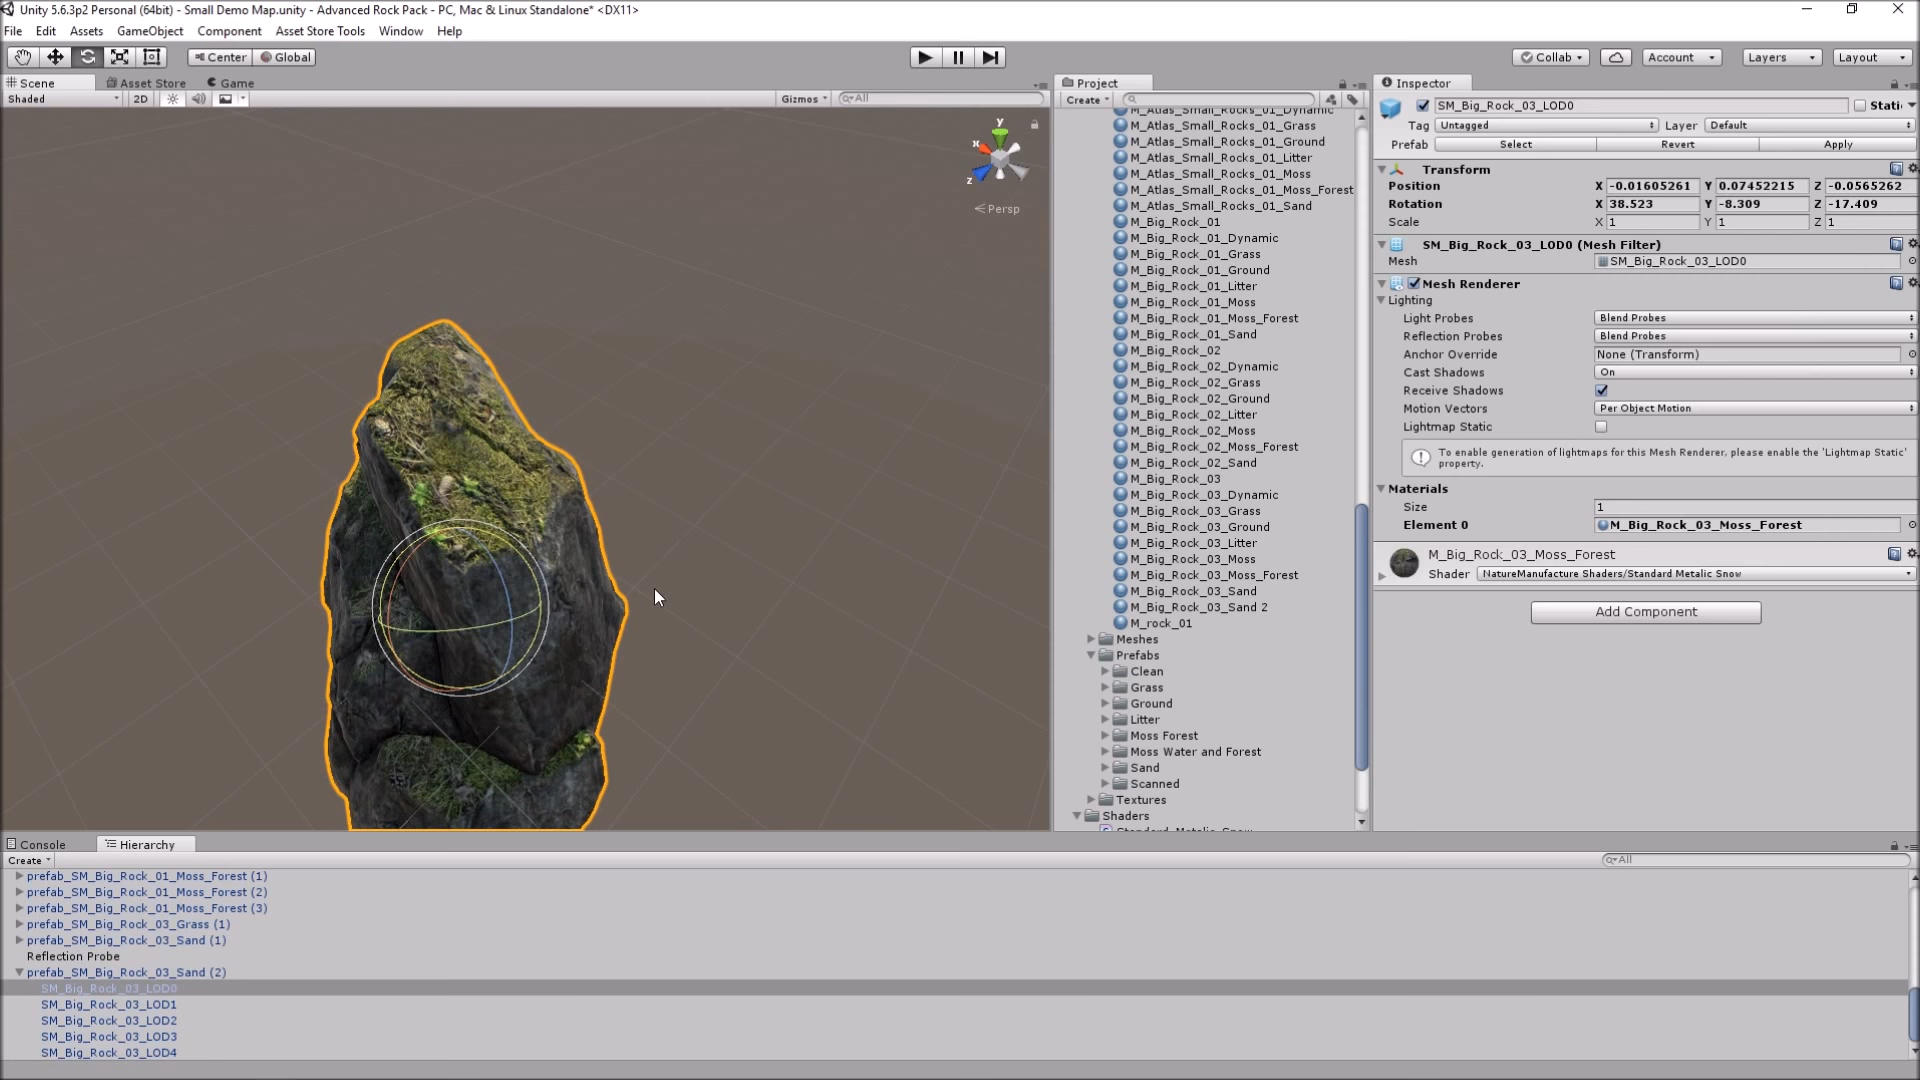 Unity 5.6.3p2 Personal (64bit) - Small Demo Map.unity - Advanced Rock Pack - PC, Mac & Linux Standalone* <DX11>
File Edit Assets GameObject Component Asset Store Tools Window Help
Center Global Collab Account Layers Layout
Scene Asset Store Game
Shaded 2D Gizmos All
y
x
z
Persp
Project
Create
M_Atlas_Small_Rocks_01_Dynamic
M_Atlas_Small_Rocks_01_Grass
M_Atlas_Small_Rocks_01_Ground
M_Atlas_Small_Rocks_01_Litter
M_Atlas_Small_Rocks_01_Moss
M_Atlas_Small_Rocks_01_Moss_Forest
M_Atlas_Small_Rocks_01_Sand
M_Big_Rock_01
M_Big_Rock_01_Dynamic
M_Big_Rock_01_Grass
M_Big_Rock_01_Ground
M_Big_Rock_01_Litter
M_Big_Rock_01_Moss
M_Big_Rock_01_Moss_Forest
M_Big_Rock_01_Sand
M_Big_Rock_02
M_Big_Rock_02_Dynamic
M_Big_Rock_02_Grass
M_Big_Rock_02_Ground
M_Big_Rock_02_Litter
M_Big_Rock_02_Moss
M_Big_Rock_02_Moss_Forest
M_Big_Rock_02_Sand
M_Big_Rock_03
M_Big_Rock_03_Dynamic
M_Big_Rock_03_Grass
M_Big_Rock_03_Ground
M_Big_Rock_03_Litter
M_Big_Rock_03_Moss
M_Big_Rock_03_Moss_Forest
M_Big_Rock_03_Sand
M_Big_Rock_03_Sand 2
M_rock_01
Meshes
Prefabs
Clean
Grass
Ground
Litter
Moss Forest
Moss Water and Forest
Sand
Scanned
Textures
Shaders
Inspector
SM_Big_Rock_03_LOD0 Stati
Tag Untagged Layer Default
Prefab Select Revert Apply
Transform
Position X -0.01605261 Y 0.07452215 Z -0.0565262
Rotation X 38.523 Y -8.309 Z -17.409
Scale X 1 Y 1 Z 1
SM_Big_Rock_03_LOD0 (Mesh Filter)
Mesh SM_Big_Rock_03_LOD0
Mesh Renderer
Lighting
Light Probes Blend Probes
Reflection Probes Blend Probes
Anchor Override None (Transform)
Cast Shadows On
Receive Shadows
Motion Vectors Per Object Motion
Lightmap Static
To enable generation of lightmaps for this Mesh Renderer, please enable the 'Lightmap Static'
property.
Materials
Size 1
Element 0 M_Big_Rock_03_Moss_Forest
M_Big_Rock_03_Moss_Forest
Shader NatureManufacture Shaders/Standard Metalic Snow
Add Component
Console Hierarchy
Create All
prefab_SM_Big_Rock_01_Moss_Forest (1)
prefab_SM_Big_Rock_01_Moss_Forest (2)
prefab_SM_Big_Rock_01_Moss_Forest (3)
prefab_SM_Big_Rock_03_Grass (1)
prefab_SM_Big_Rock_03_Sand (1)
Reflection Probe
prefab_SM_Big_Rock_03_Sand (2)
SM_Big_Rock_03_LOD0
SM_Big_Rock_03_LOD1
SM_Big_Rock_03_LOD2
SM_Big_Rock_03_LOD3
SM_Big_Rock_03_LOD4